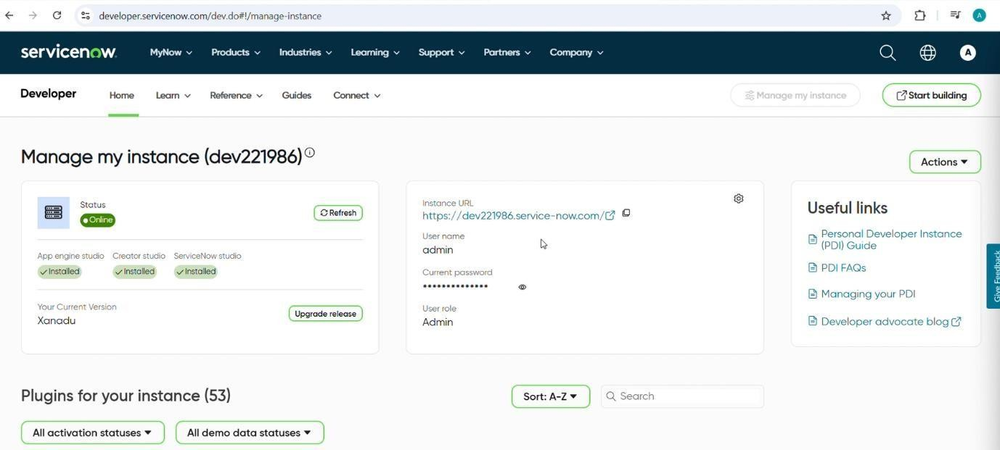 developer.servicenow.com/dev.do#!/manage-instance
A
servicenow
MyNow Products Industries Learning Support Partners Company
A
Developer
Home Learn Reference Guides Connect
Manage my instance
Start building
Manage my instance (dev221986)
Actions
Status
Online
Refresh
App engine studio Creator studio ServiceNow studio
Installed Installed Installed
Your Current Version
Xanadu
Upgrade release
Instance URL
https://dev221986.service-now.com/
User name
admin
Current password
**************
User role
Admin
Useful links
Personal Developer Instance
(PDI) Guide
PDI FAQs
Managing your PDI
Developer advocate blog
Give Feedback
Plugins for your instance (53)
Sort: A-Z
Search
All activation statuses
All demo data statuses